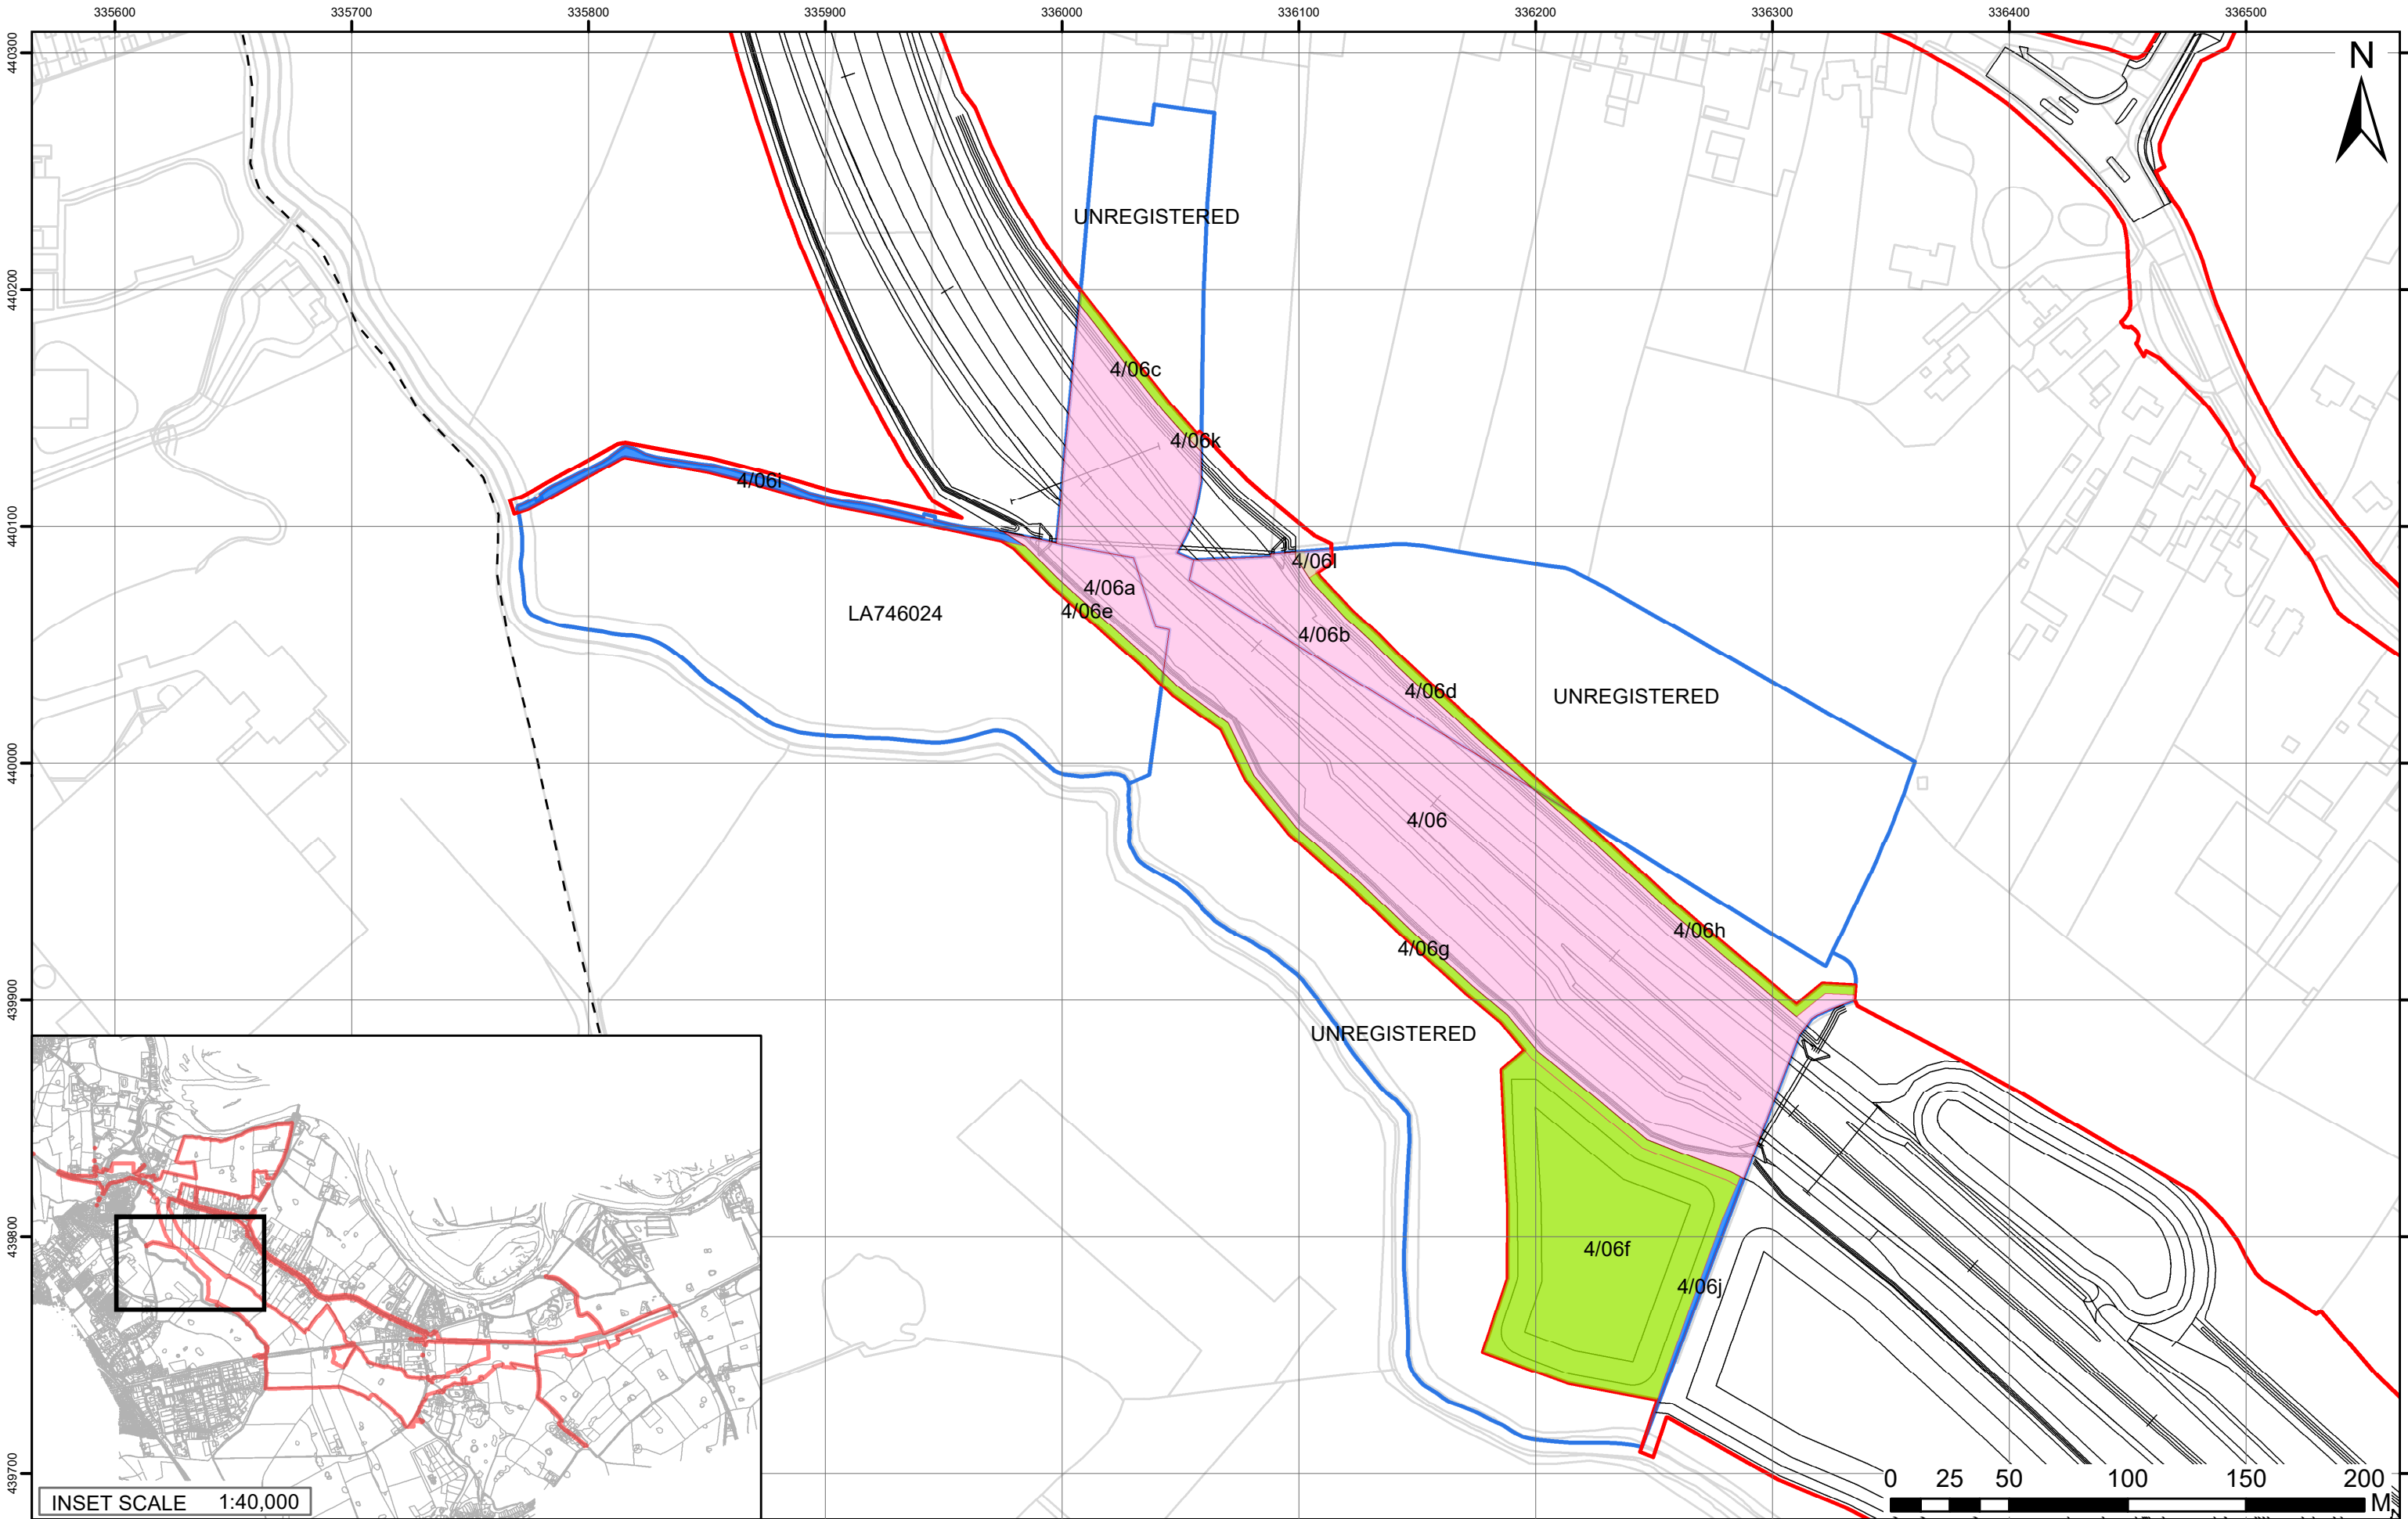 335600 335700 335800 335900 336000 336100 336200 336300 336400 336500
440300
N
440200
UNREGISTERED
4/06c
4/06k
4/06i
440100
4/06l
4/06a
4/06e
LA746024
4/06b
4/06d
UNREGISTERED
440000
4/06
4/06h
4/06g
439900
UNREGISTERED
439800
4/06f
4/06j
439700
0 25 50 100 150 200
M
INSET SCALE 1:40,000